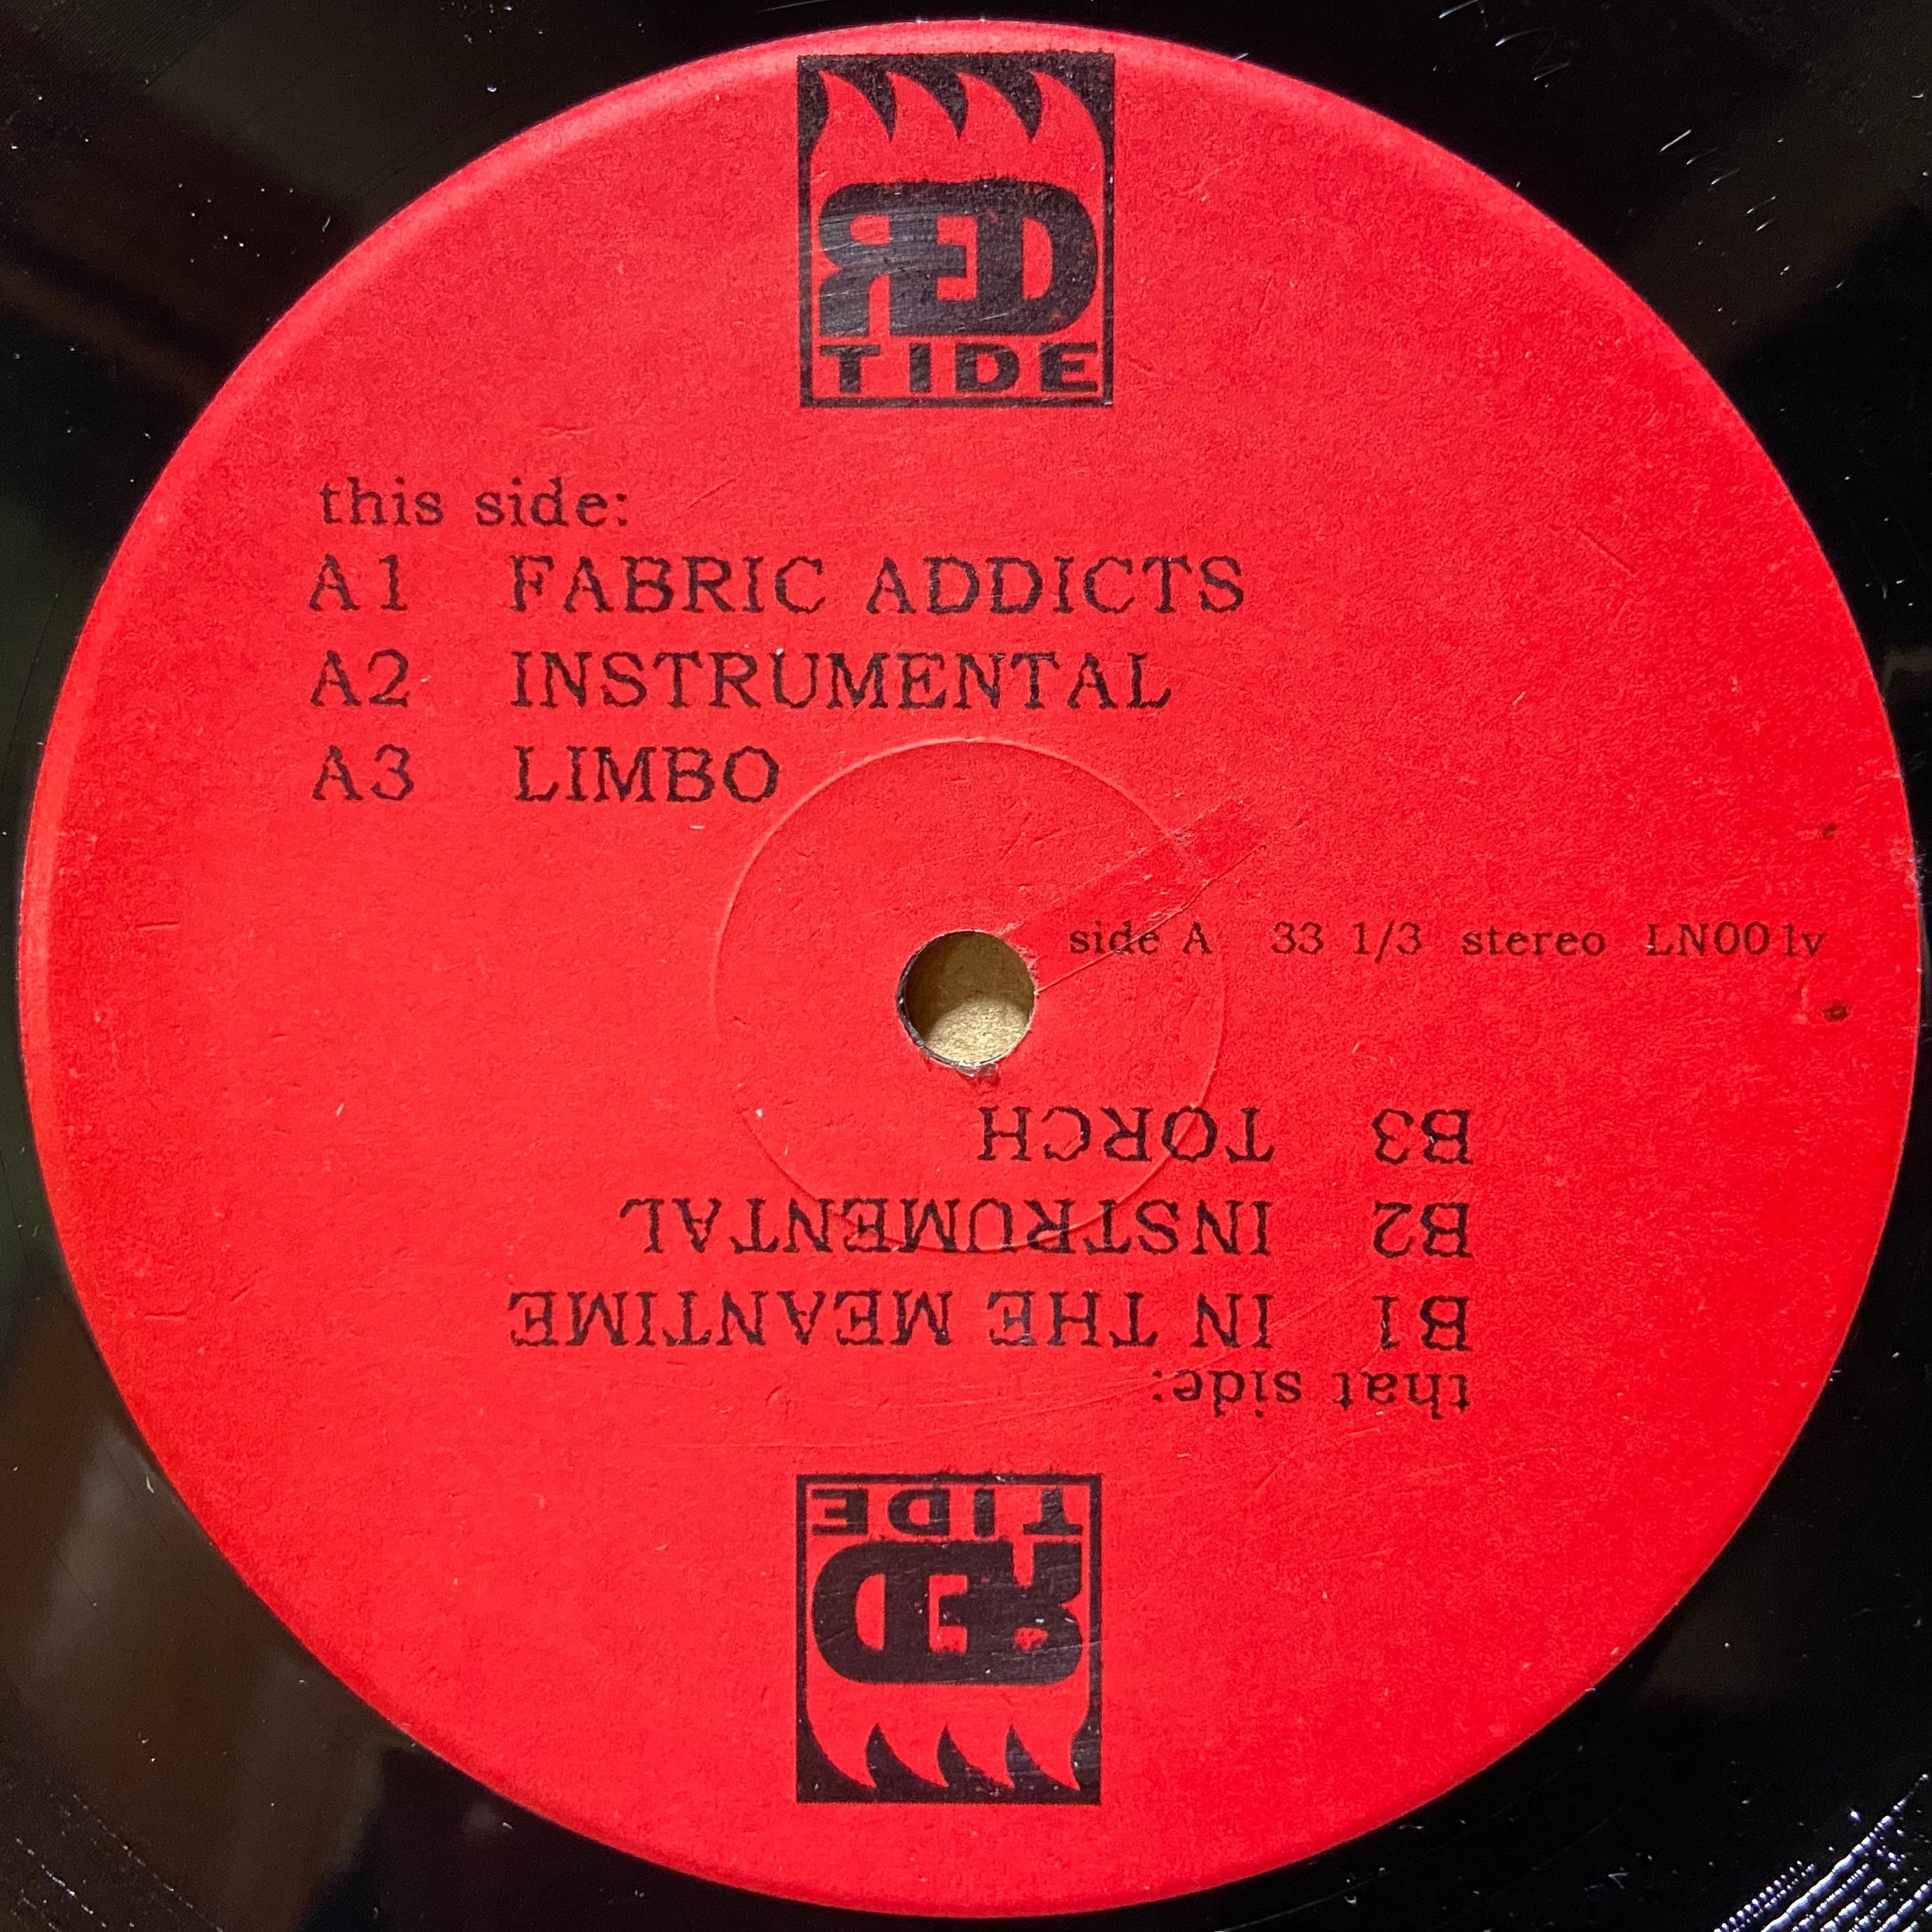 RED
TIDE
this side:
A1 FABRIC ADDICTS
A2 INSTRUMENTAL
A3 LIMBO
side A 33 1/3 stereo LN001v
that side:
B1 IN THE MEANTIME
B2 INSTRUMENTAL
B3 TORCH
RED
TIDE